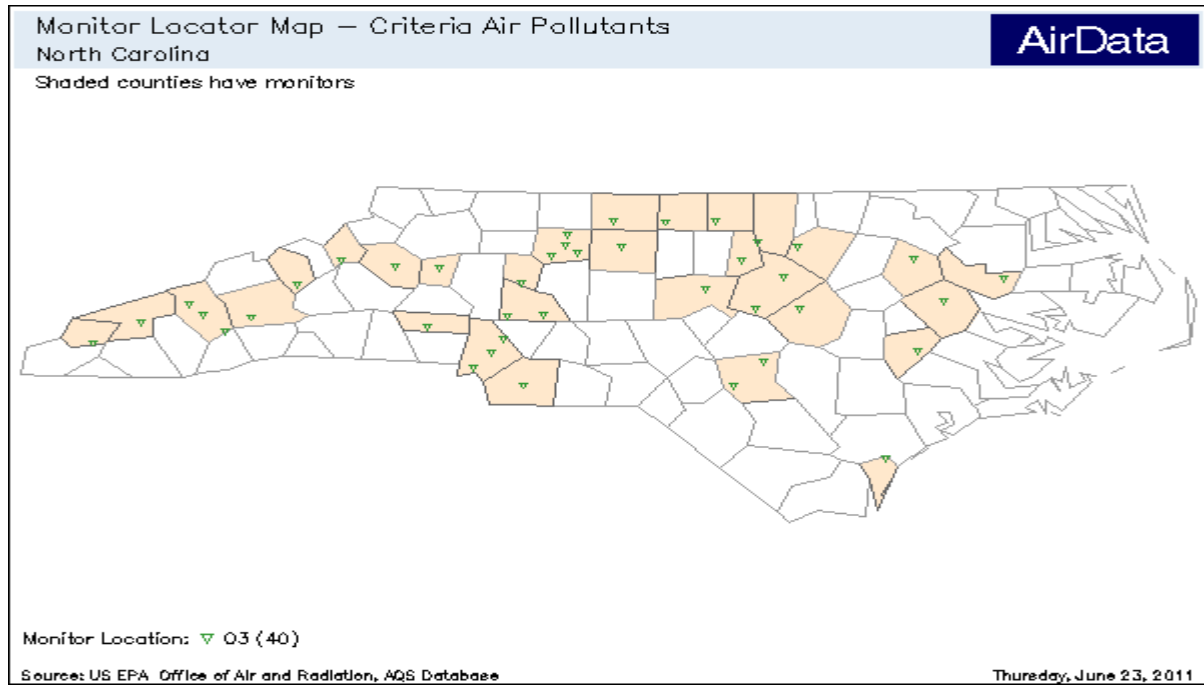 Monitor Locator Map – Criteria Air Pollutants
North Carolina
AirData
Shaded counties have monitors
Monitor Location: ▽ O3 (40)
Source: US EPA Office of Air and Radiation, AQS Database
Thursday, June 23, 2011